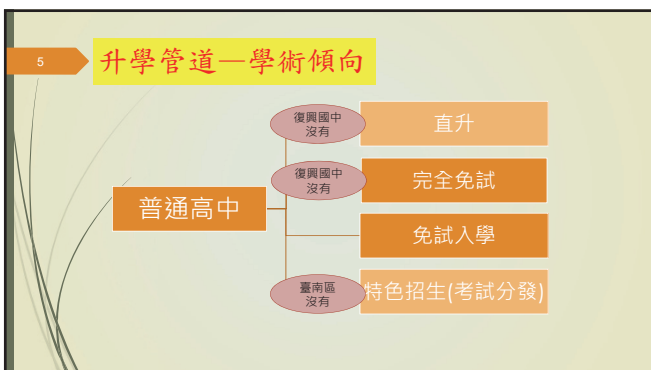 5
升學管道—學術傾向
復興國中
沒有
直升
復興國中
沒有
完全免試
普通高中
免試入學
臺南區
沒有
特色招生(考試分發)